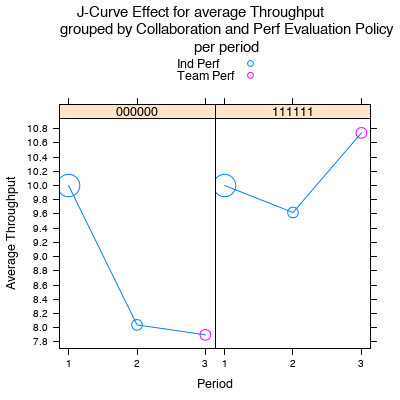 J-Curve Effect for average Throughput
grouped by Collaboration and Perf Evaluation Policy
per period
Ind Perf
Team Perf
000000
111111
10.8
10.6
10.4
10.2
10.0
9.8
9.6
9.4
9.2
9.0
8.8
8.6
8.4
8.2
8.0
7.8
Average Throughput
1 2 3 1 2 3
Period